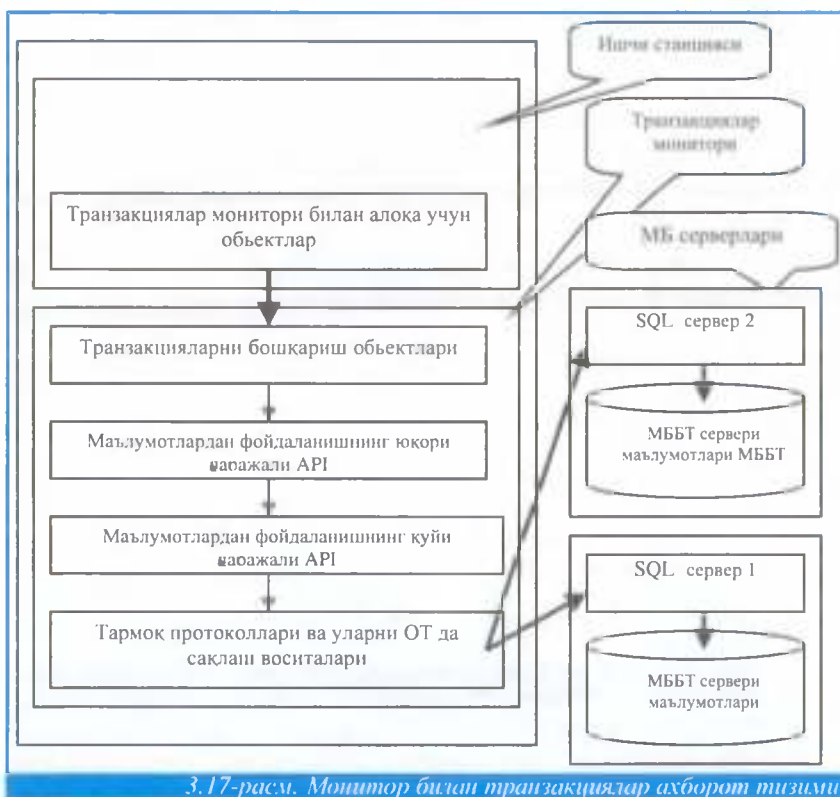 Ишчи станцияси
Транзакциялар
монитори
МБ серверлари
Транзакциялар монитори билан алоқа учун
обьектлар
Транзакцияларни бошқариш обьектлари
Маълумотлардан фойдаланишнинг юқори
даражали API
Маълумотлардан фойдаланишнинг қуйи
даражали API
Тармоқ протоколлари ва уларни ОТ да
сақлаш воситалари
SQL сервер 2
МББТ сервери
маълумотлари МББТ
SQL сервер 1
МББТ сервери
маълумотлари
3.17-расм. Монитор билан транзакциялар ахборот тизими